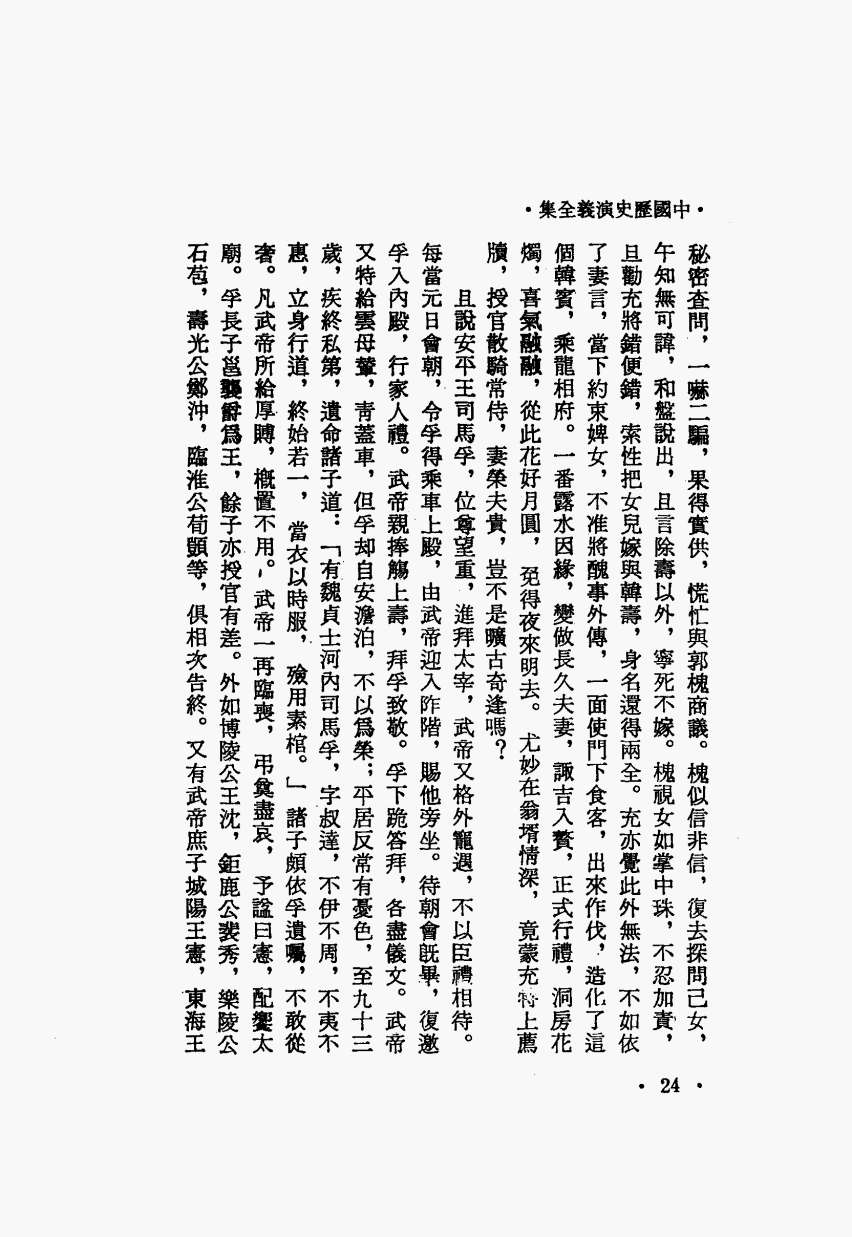 •中國歷史演義全集•
秘密查問，一嚇二騙，果得實供，慌忙與郭槐商議。槐似信非信，復去探問己女，
午知無可諱，和盤說出，且言除壽以外，寧死不嫁。槐視女如掌中珠，不忍加責，
且勸充將錯便錯，索性把女兒嫁與韓壽，身名還得兩全。充亦覺此外無法，不如依
了妻言，當下約束婢女，不准將醜事外傳，一面使門下食客，出來作伐，造化了這
個韓賓，乘龍相府。一番露水因緣，變做長久夫妻，諏吉入贅，正式行禮，洞房花
燭，喜氣融融，從此花好月圓，免得夜來明去。尤妙在翁壻情深，竟蒙充特上薦
牘，授官散騎常侍，妻榮夫貴，豈不是曠古奇逢嗎？
且說安平王司馬孚，位尊望重，進拜太宰，武帝又格外寵遇，不以臣禮相待。
每當元日會朝，令孚得乘車上殿，由武帝迎入阼階，賜他旁坐。待朝會既畢，復邀
孚入內殿，行家人禮。武帝親捧觴上壽，拜孚致敬。孚下跪答拜，各盡儀文。武帝
又特給雲母輦，靑蓋車，但孚却自安澹泊，不以爲榮；平居反常有憂色，至九十三
歲，疾終私第，遺命諸子道：「有魏貞士河內司馬孚，字叔達，不伊不周，不夷不
惠，立身行道，終始若一，當衣以時服，殮用素棺。」諸子頗依孚遺囑，不敢從
奢。凡武帝所給厚賻，槪置不用。武帝一再臨喪，弔奠盡哀，予諡曰憲，配饗太
廟。孚長子邕襲爵爲王，餘子亦授官有差。外如博陵公王沈，鉅鹿公裴秀，樂陵公
石苞，壽光公鄭沖，臨淮公荀顗等，俱相次告終。又有武帝庶子城陽王憲，東海王
• 24 •